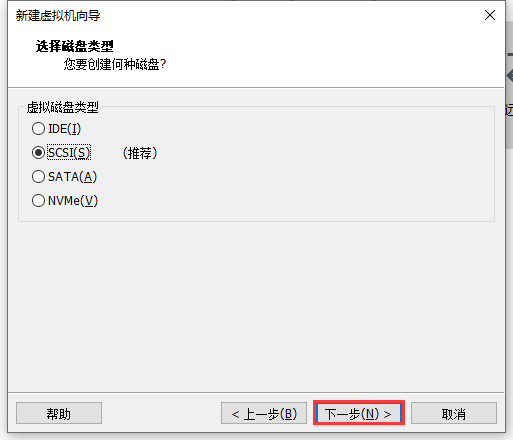 新建虚拟机向导
选择磁盘类型
您要创建何种磁盘?
虚拟磁盘类型
IDE(I)
SCSI(S) (推荐)
SATA(A)
NVMe(V)
帮助 < 上一步(B) 下一步(N) > 取消
远